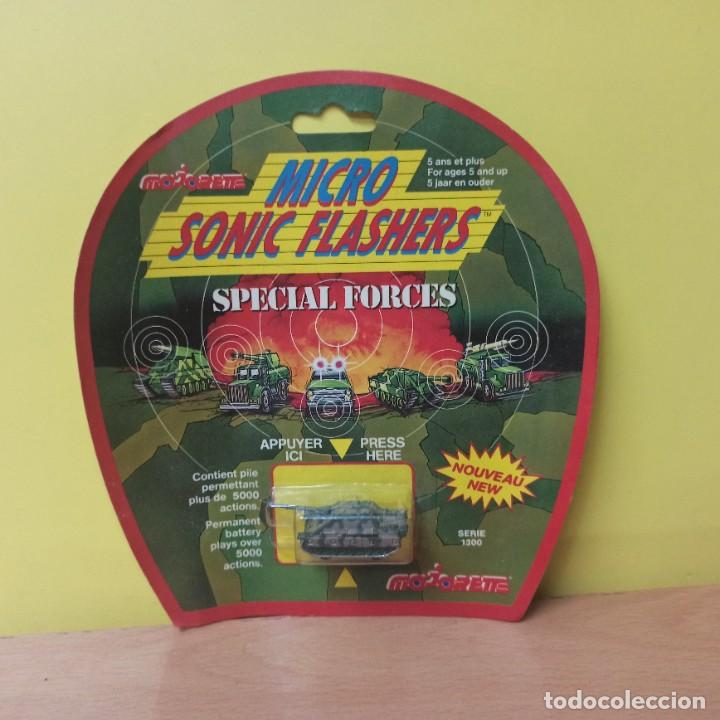 majorette
MICRO
SONIC FLASHERS™
5 ans et plus
For ages 5 and up
5 jaar en ouder
SPECIAL FORCES
APPUYER
ICI
PRESS
HERE
Contient pile
permettant
plus de 5000
actions.
Permanent
battery
plays over
5000
actions.
NOUVEAU
NEW
SERIE
1300
majorette
todocoleccion